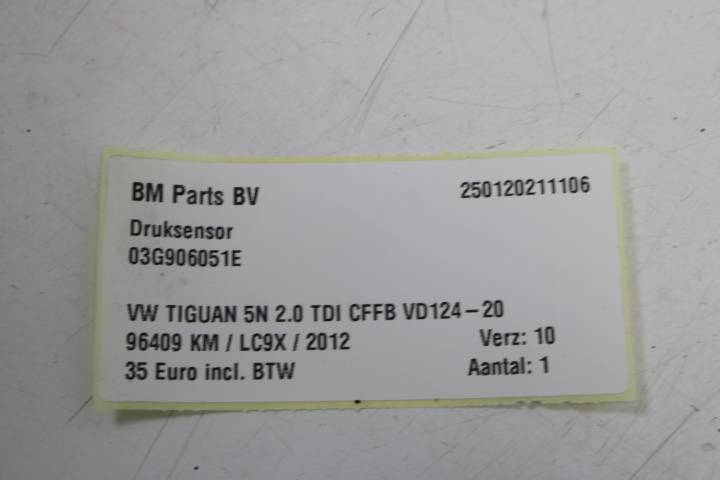 BM Parts BV 250120211106
Druksensor
03G906051E
VW TIGUAN 5N 2.0 TDI CFFB VD124-20
96409 KM / LC9X / 2012 Verz: 10
35 Euro incl. BTW Aantal: 1